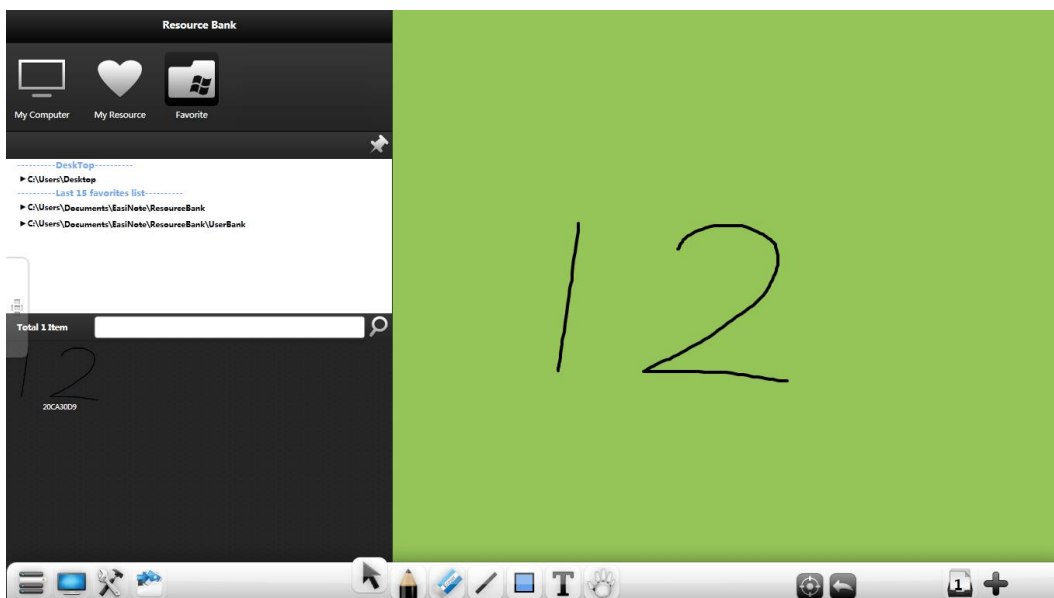 Resource Bank
My Computer My Resource Favorite
----------DeskTop----------
C:\Users\Desktop
----------Last 15 favorites list----------
C:\Users\Documents\EasiNote\ResourceBank
C:\Users\Documents\EasiNote\ResourceBank\UserBank
Total 1 Item
12
20CA30D9
12
T
1